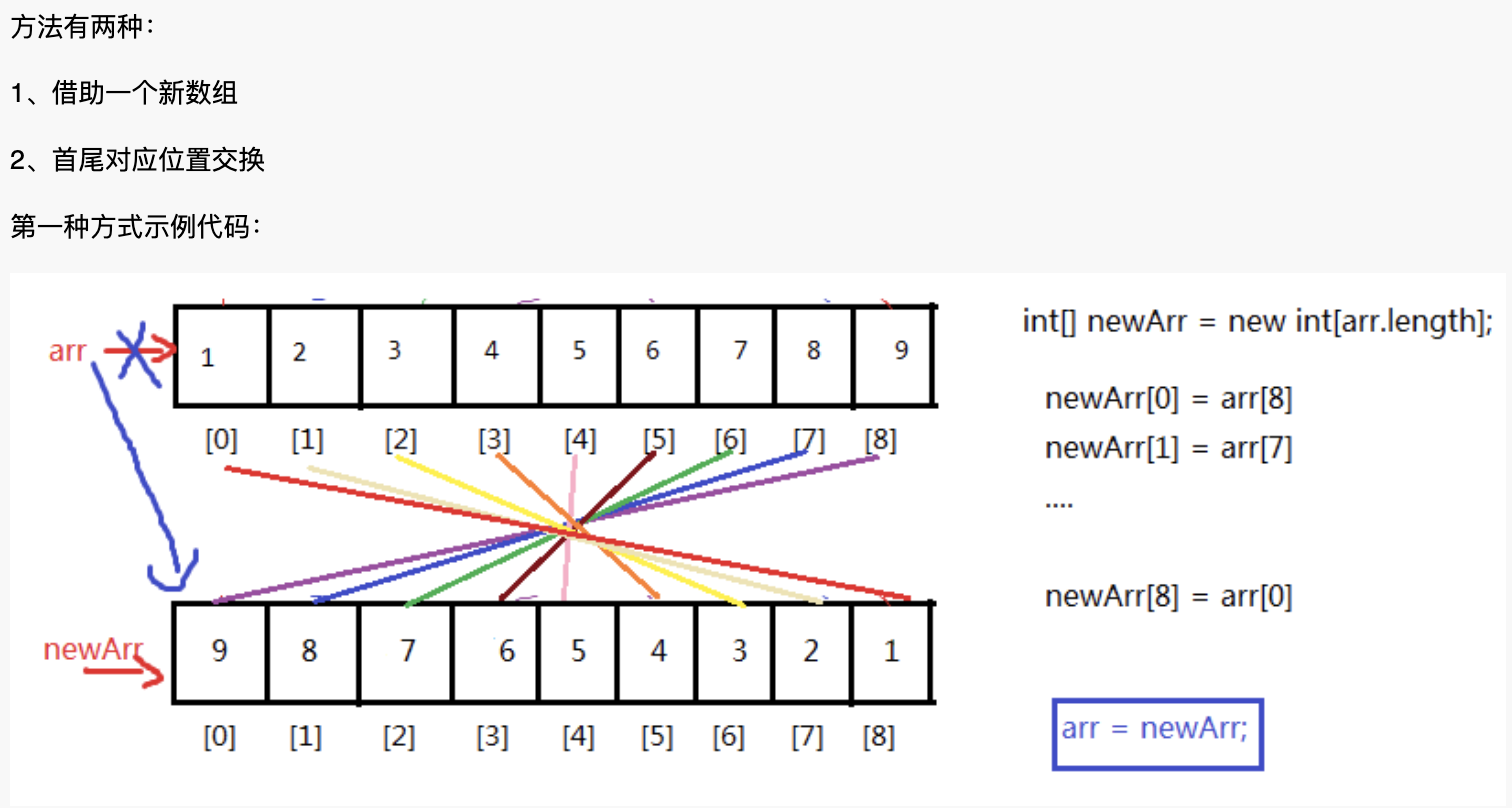 方法有两种：
1、借助一个新数组
2、首尾对应位置交换
第一种方式示例代码：
arr 1 2 3 4 5 6 7 8 9
[0] [1] [2] [3] [4] [5] [6] [7] [8]
newArr 9 8 7 6 5 4 3 2 1
[0] [1] [2] [3] [4] [5] [6] [7] [8]
int[] newArr = new int[arr.length];
newArr[0] = arr[8]
newArr[1] = arr[7]
....
newArr[8] = arr[0]
arr = newArr;